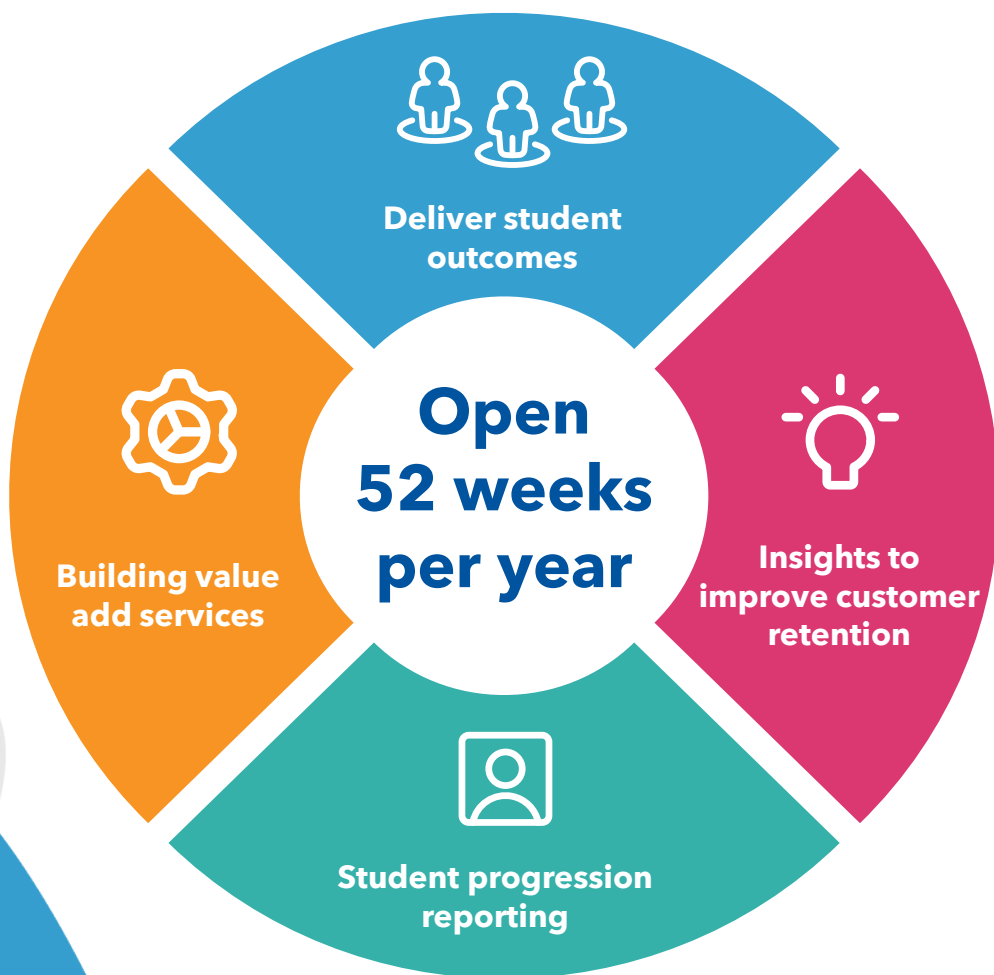 Deliver student
outcomes
Open
52 weeks
per year
Insights to
improve customer
retention
Student progression
reporting
Building value
add services